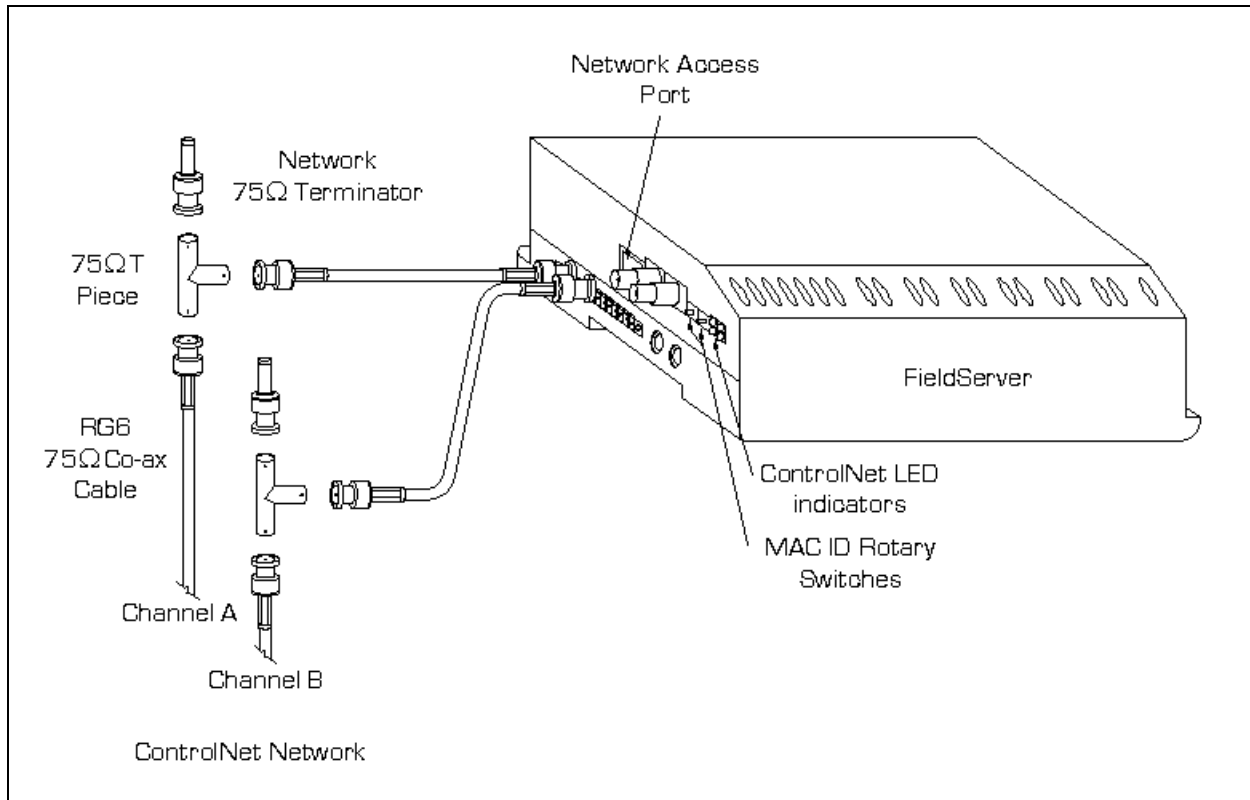 Network Access
Port
Network
75Ω Terminator
75Ω T
Piece
FieldServer
RG6
75Ω Co-ax
Cable
ControlNet LED
indicators
MAC ID Rotary
Switches
Channel A
Channel B
ControlNet Network